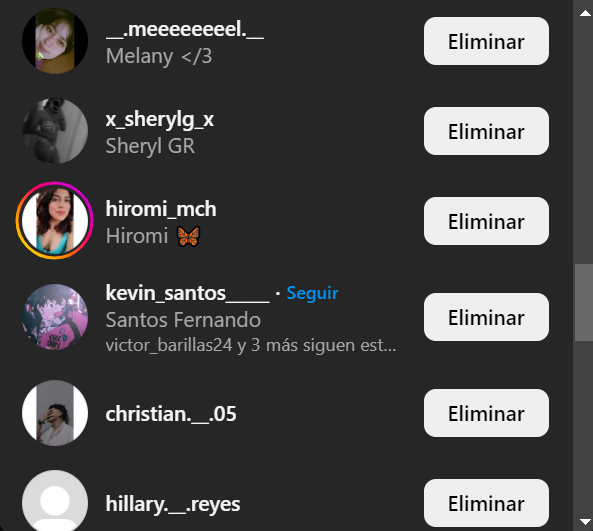 __.meeeeeeeel.__
Melany </3
Eliminar
x_sherylg_x
Sheryl GR
Eliminar
hiromi_mch
Hiromi 🦋
Eliminar
kevin_santos_____ · Seguir
Santos Fernando
victor_barillas24 y 3 más siguen est...
Eliminar
christian.__.05
Eliminar
hillary.__.reyes
Eliminar